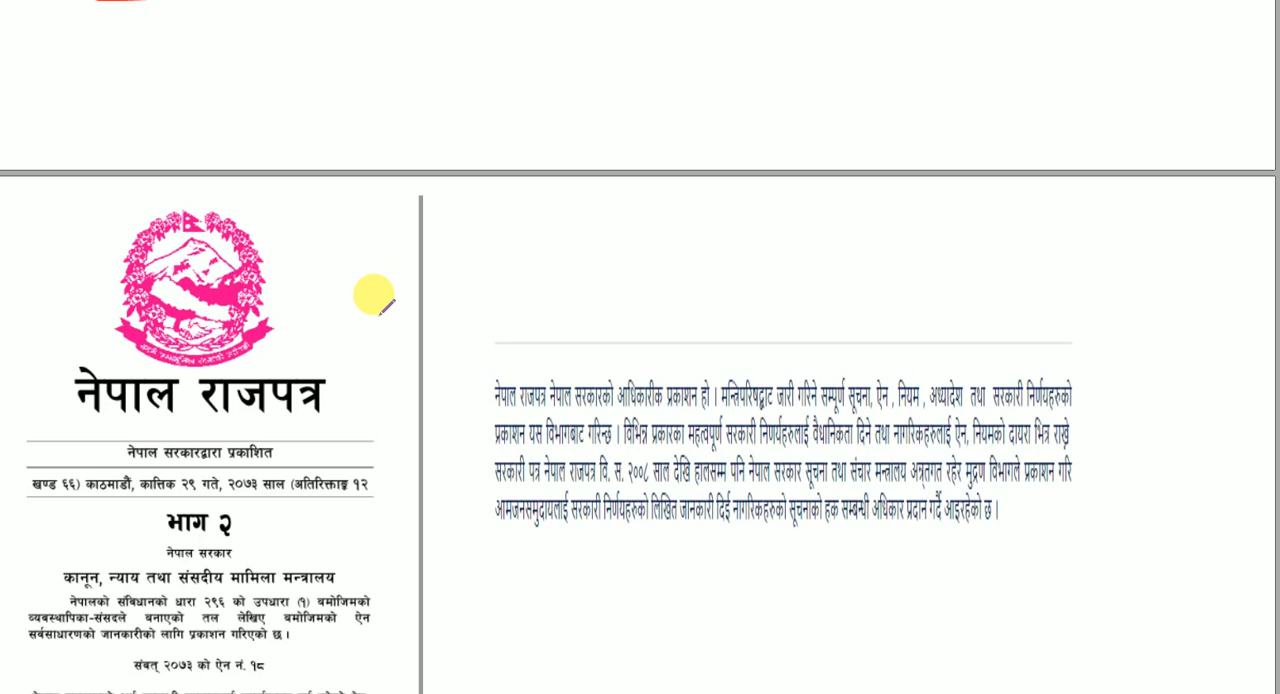 नेपाल राजपत्र
नेपाल सरकारद्वारा प्रकाशित
खण्ड ६६) काठमाडौं, कात्तिक २९ गते, २०७३ साल (अतिरिक्ताङ्क १२
भाग २
नेपाल सरकार
कानून, न्याय तथा संसदीय मामिला मन्त्रालय
नेपालको संविधानको धारा २९६ को उपधारा (१) बमोजिमको
व्यवस्थापिका-संसदले बनाएको तल लेखिए बमोजिमको ऐन
सर्वसाधारणको जानकारीको लागि प्रकाशन गरिएको छ।
संवत् २०७३ को ऐन नं. १८
नेपाल राजपत्र नेपाल सरकारको आधिकारीक प्रकाशन हो । मन्त्रिपरिषद्बाट जारी गरिने सम्पूर्ण सूचना, ऐन , नियम , अध्यादेश तथा सरकारी निर्णयहरुको
प्रकाशन यस विभागबाट गरिन्छ । विभिन्न प्रकारका महत्वपूर्ण सरकारी निर्णयहरुलाई वैधानिकता दिने तथा नागरिकहरुलाई ऐन, नियमको दायरा भित्र राख्ने
सरकारी पत्र नेपाल राजपत्र वि. स. २००८ साल देखि हालसम्म पनि नेपाल सरकार सूचना तथा संचार मन्त्रालय अन्र्तगत रहेर मुद्रण विभागले प्रकाशन गरि
आमजनसमुदायलाई सरकारी निर्णयहरुको लिखित जानकारी दिई नागरिकहरुको सूचनाको हक सम्बन्धी अधिकार प्रदान गर्दै आइरहेको छ ।